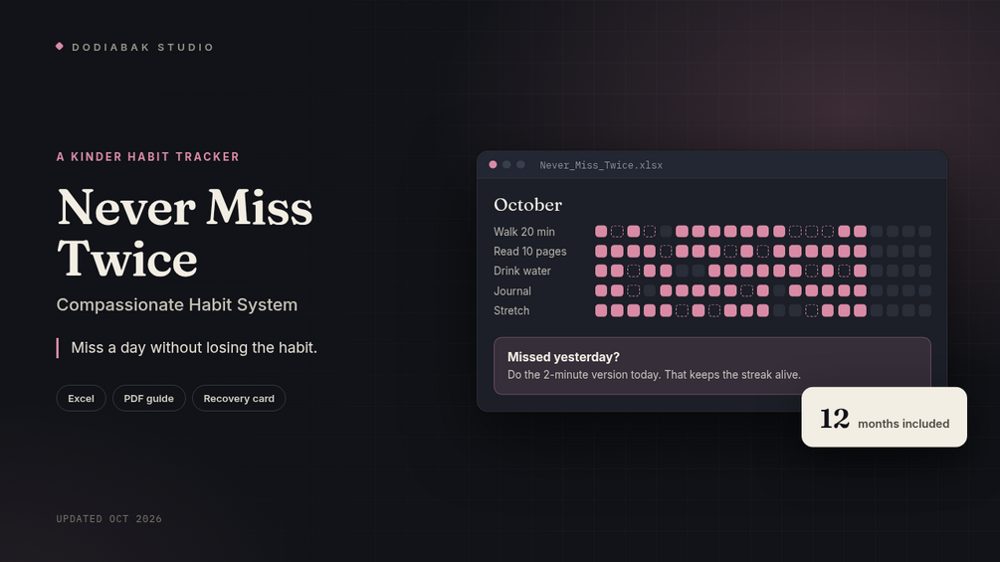 DODIABAK STUDIO
A KINDER HABIT TRACKER
Never Miss
Twice
Compassionate Habit System
Miss a day without losing the habit.
Excel
PDF guide
Recovery card
UPDATED OCT 2026
Never_Miss_Twice.xlsx
October
Walk 20 min
Read 10 pages
Drink water
Journal
Stretch
Missed yesterday?
Do the 2-minute version today. That keeps the streak alive.
12 months included